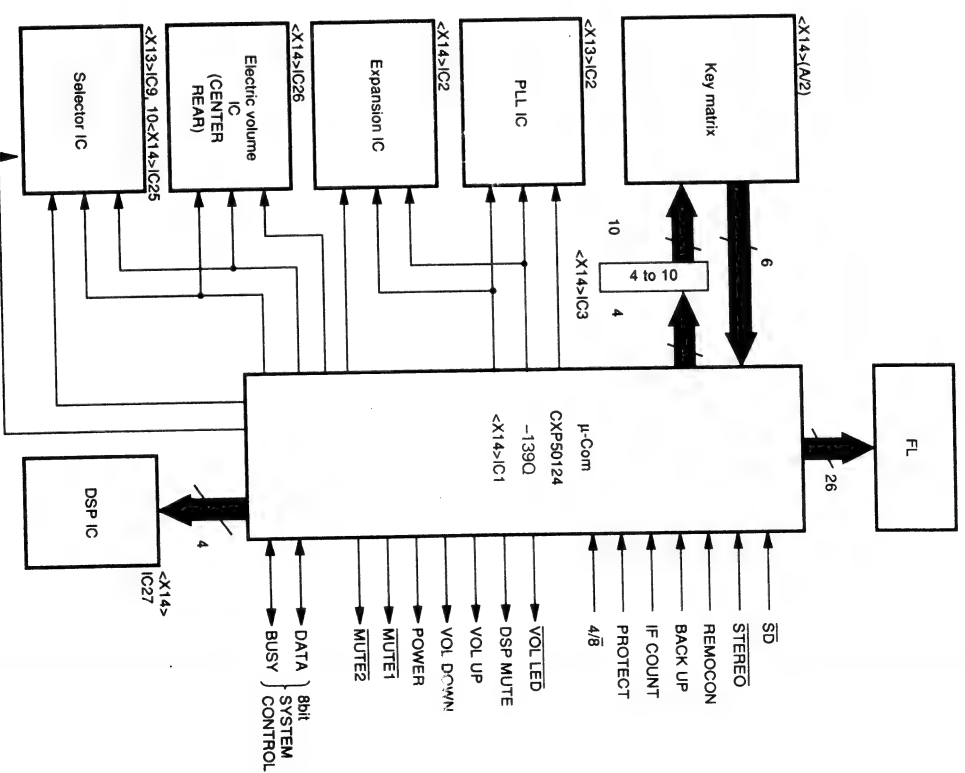 <X14>(A/2)
Key matrix
6
10
4 to 10
4
<X14>IC3
<X13>IC2
PLL IC
<X14>IC2
Expansion IC
<X14>IC26
Electric volume
IC
(CENTER
REAR)
<X13>IC9, 10<X14>IC25
Selector IC
FL
26
µ-Com
CXP50124
-139Q
<X14>IC1
4
DSP IC
<X14>
IC27
SD
STEREO
REMOCON
BACK UP
IF COUNT
PROTECT
4/8
VOL LED
DSP MUTE
VOL UP
VOL DOWN
POWER
MUTE1
MUTE2
DATA
BUSY
8bit
SYSTEM
CONTROL